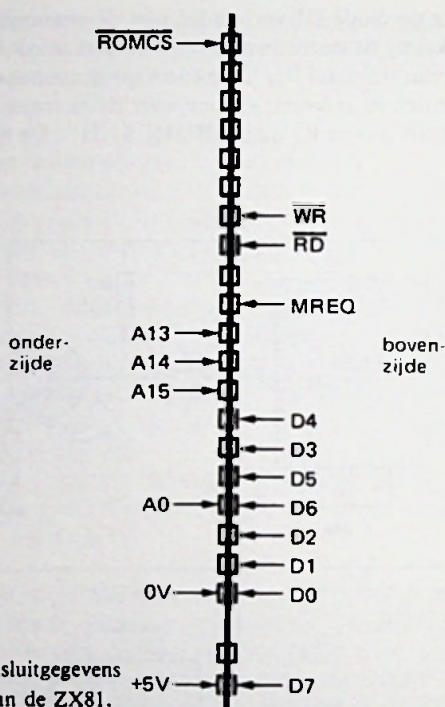 ROMCS
WR
RD
MREQ
A13
onder-
zijde
A14
boven-
zijde
A15
D4
D3
D5
A0 D6
D2
D1
0V D0
sluitgegevens
an de ZX81. +5V D7